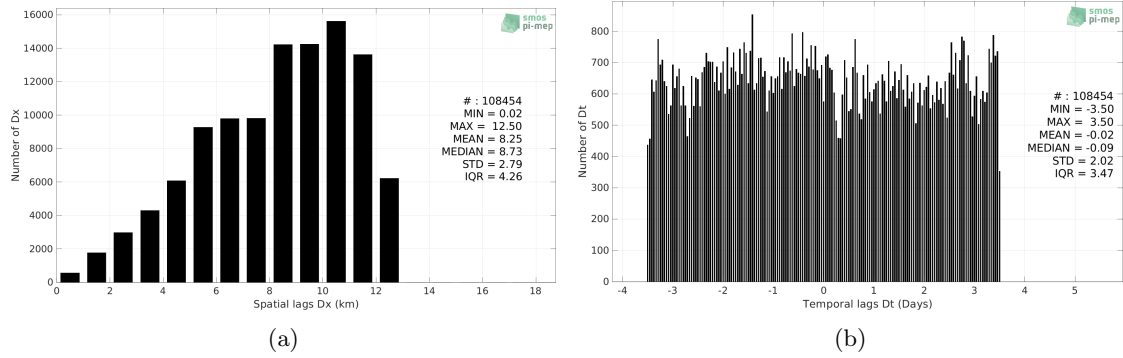 smos
pi-mep
16000
14000
12000
10000
8000
6000
4000
2000
0
Number of Dx
# : 108454
MIN = 0.02
MAX = 12.50
MEAN = 8.25
MEDIAN = 8.73
STD = 2.79
IQR = 4.26
0 2 4 6 8 10 12 14 16 18
Spatial lags Dx (km)
(a)
smos
pi-mep
800
700
600
500
400
300
200
100
0
Number of Dt
# : 108454
MIN = -3.50
MAX = 3.50
MEAN = -0.02
MEDIAN = -0.09
STD = 2.02
IQR = 3.47
-4 -3 -2 -1 0 1 2 3 4 5
Temporal lags Dt (Days)
(b)